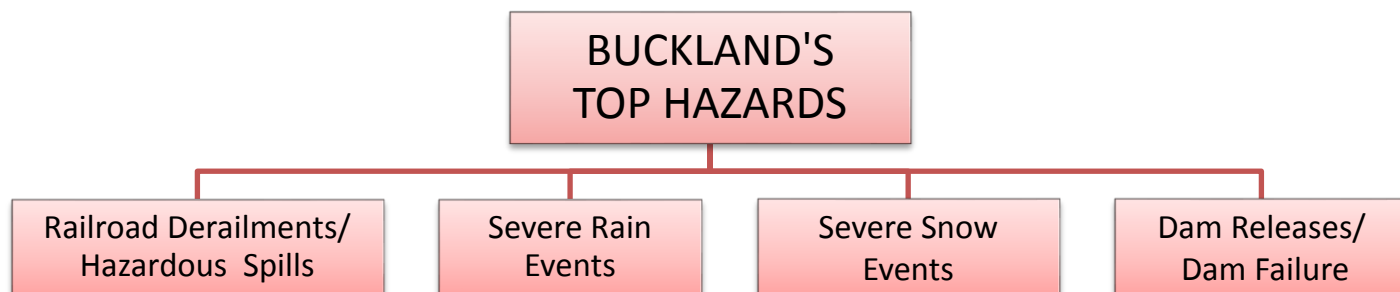 BUCKLAND'S
TOP HAZARDS
Railroad Derailments/
Hazardous Spills
Severe Rain
Events
Severe Snow
Events
Dam Releases/
Dam Failure